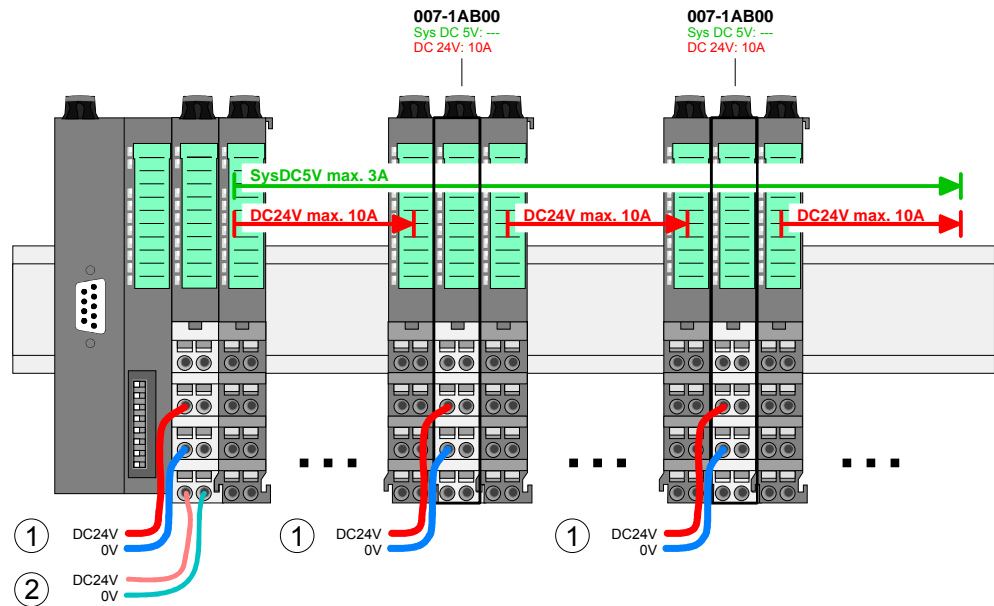 007-1AB00
Sys DC 5V: ---
DC 24V: 10A
007-1AB00
Sys DC 5V: ---
DC 24V: 10A
SysDC5V max. 3A
DC24V max. 10A
DC24V max. 10A
DC24V max. 10A
1
DC24V
0V
1
DC24V
0V
1
DC24V
0V
2
DC24V
0V